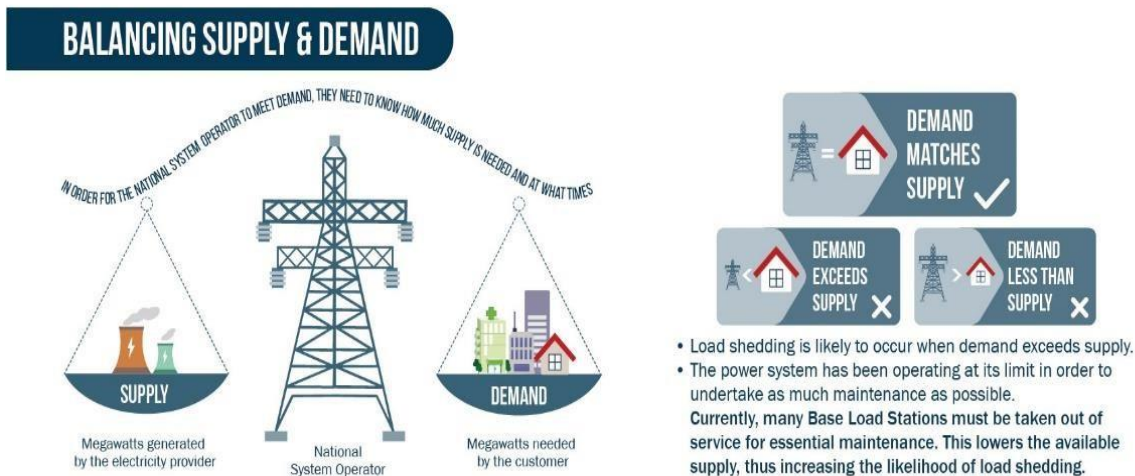 BALANCING SUPPLY & DEMAND
IN ORDER FOR THE NATIONAL SYSTEM OPERATOR TO MEET DEMAND, THEY NEED TO KNOW HOW MUCH SUPPLY IS NEEDED AND AT WHAT TIMES
SUPPLY
Megawatts generated
by the electricity provider
National
System Operator
DEMAND
Megawatts needed
by the customer
=
DEMAND
MATCHES
SUPPLY
<
DEMAND
EXCEEDS
SUPPLY
>
DEMAND
LESS THAN
SUPPLY
• Load shedding is likely to occur when demand exceeds supply.
• The power system has been operating at its limit in order to
undertake as much maintenance as possible.
Currently, many Base Load Stations must be taken out of
service for essential maintenance. This lowers the available
supply, thus increasing the likelihood of load shedding.